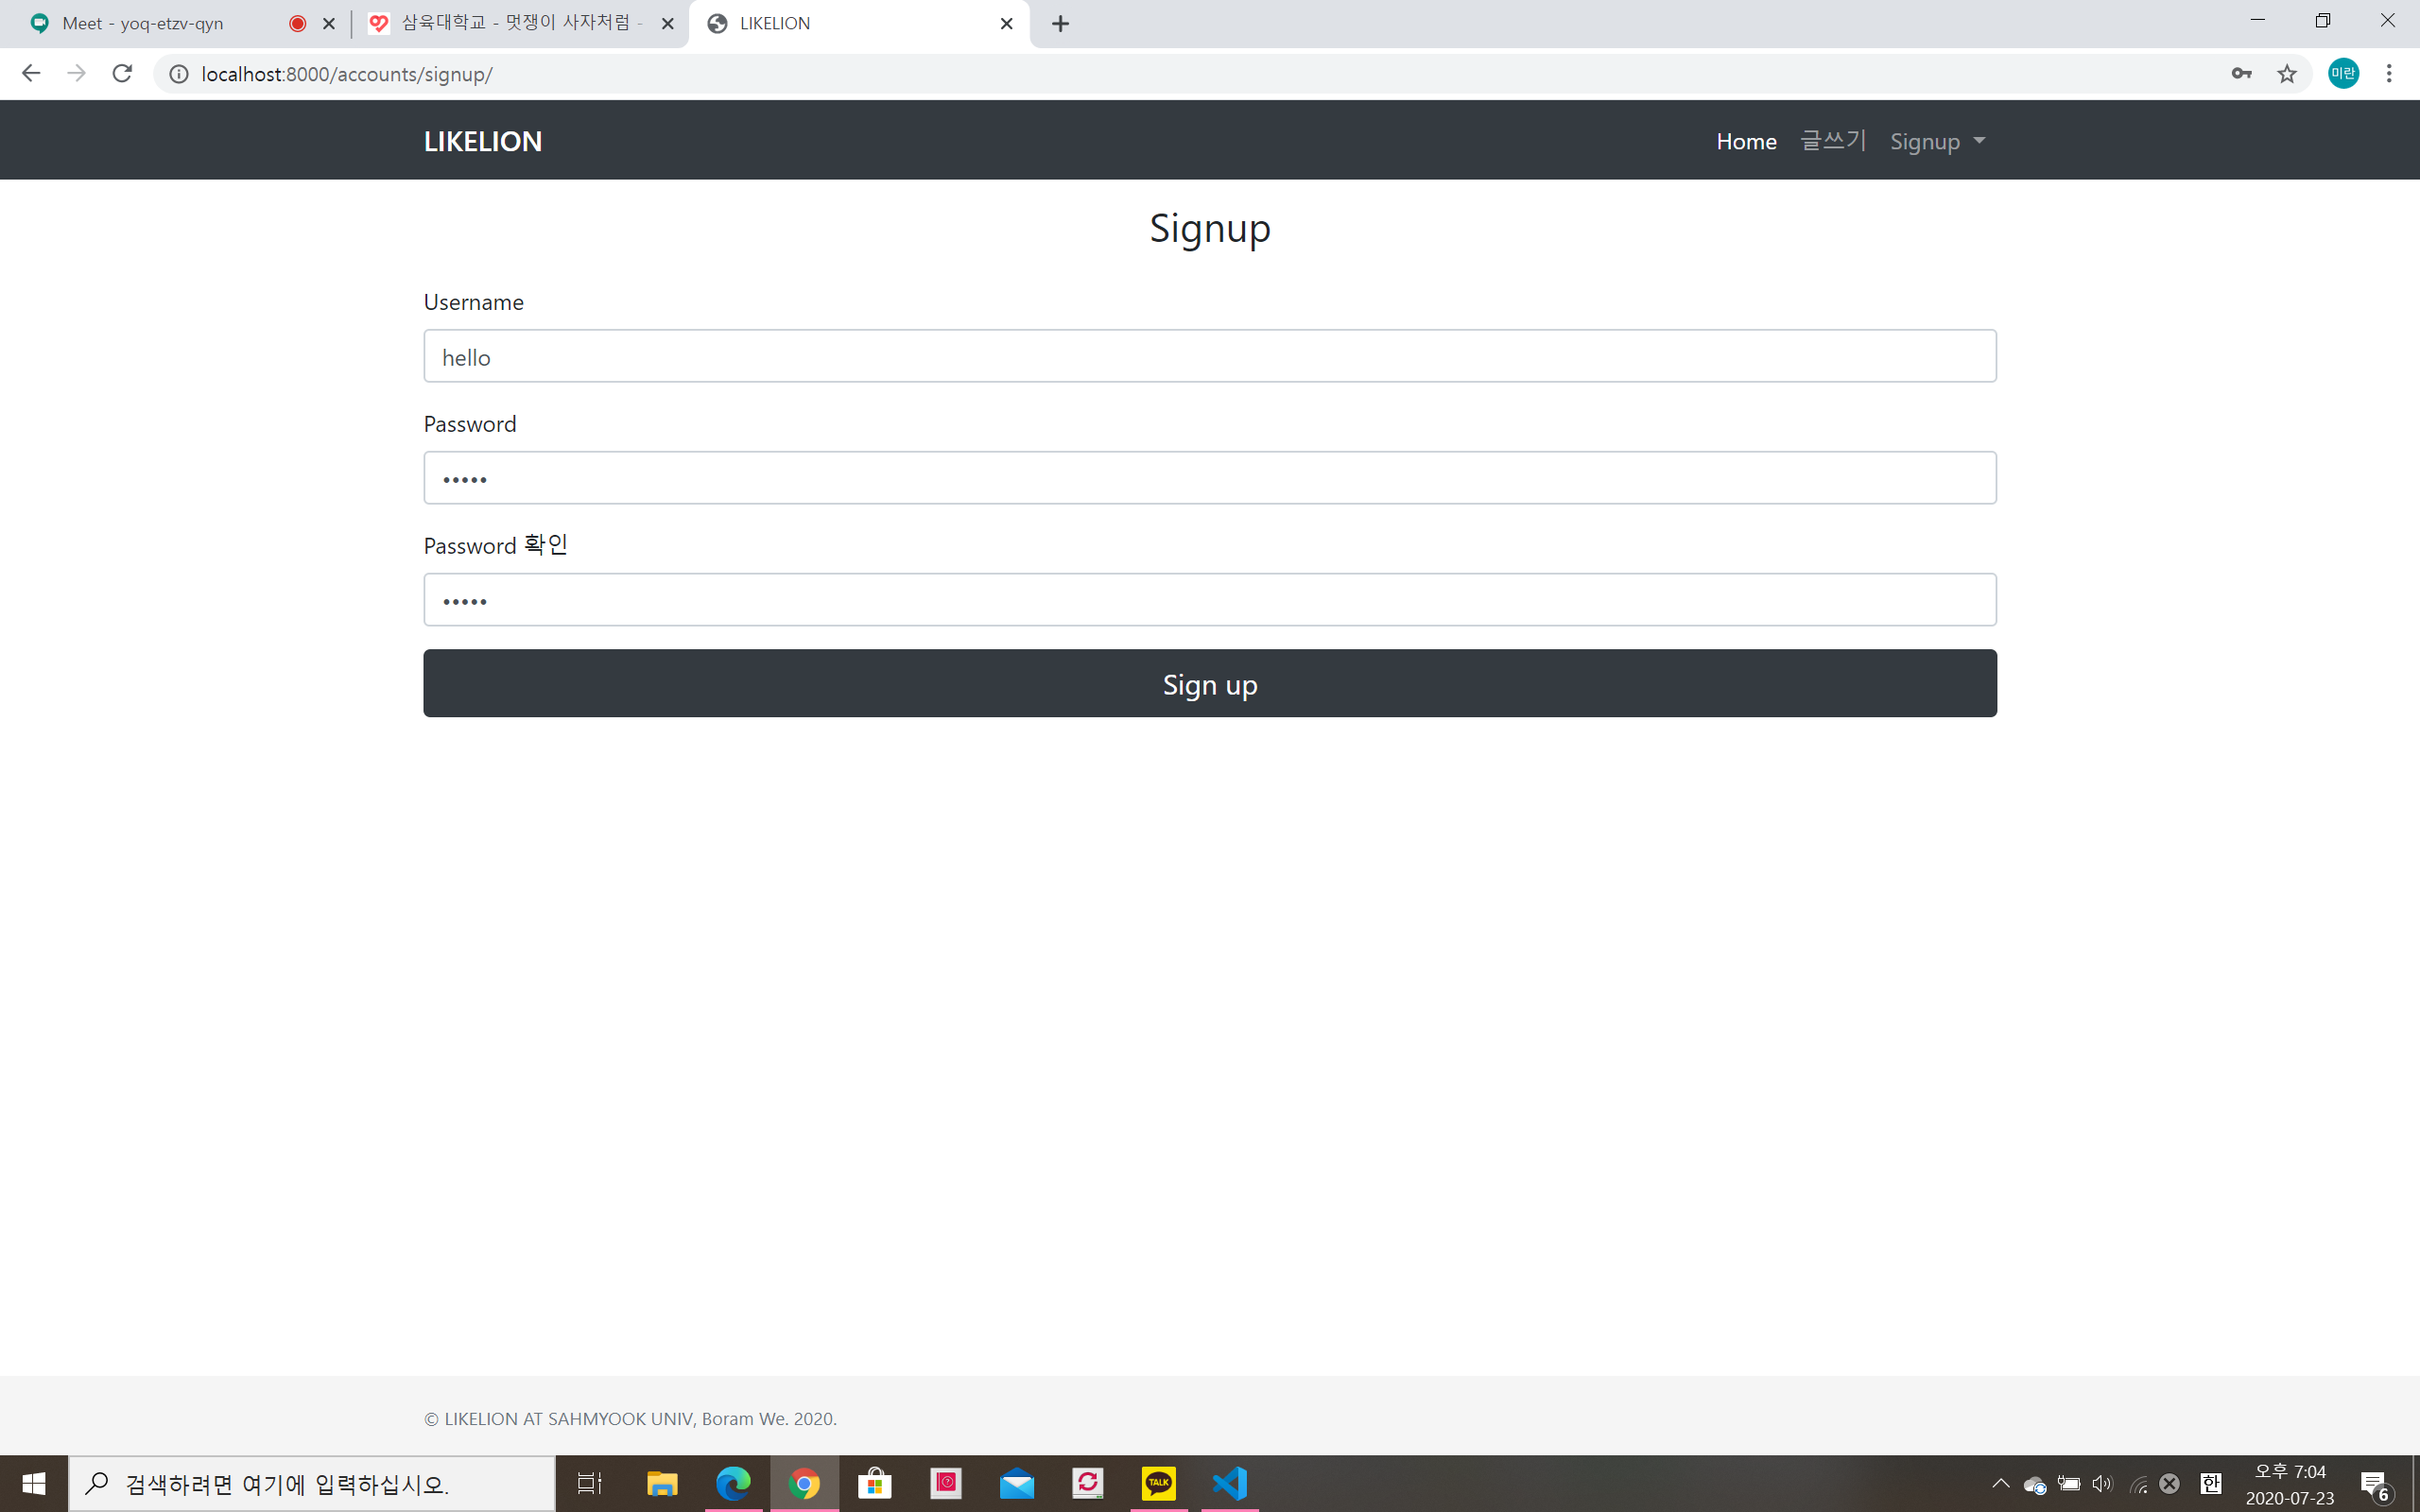 Meet - yoq-etzv-qyn
삼육대학교 - 멋쟁이 사자처럼 -
LIKELION
localhost:8000/accounts/signup/
미란
LIKELION
Home 글쓰기 Signup
Signup
Username
hello
Password
•••••
Password 확인
•••••
Sign up
© LIKELION AT SAHMYOOK UNIV, Boram We. 2020.
검색하려면 여기에 입력하십시오.
TALK
한
오후 7:04
2020-07-23
6